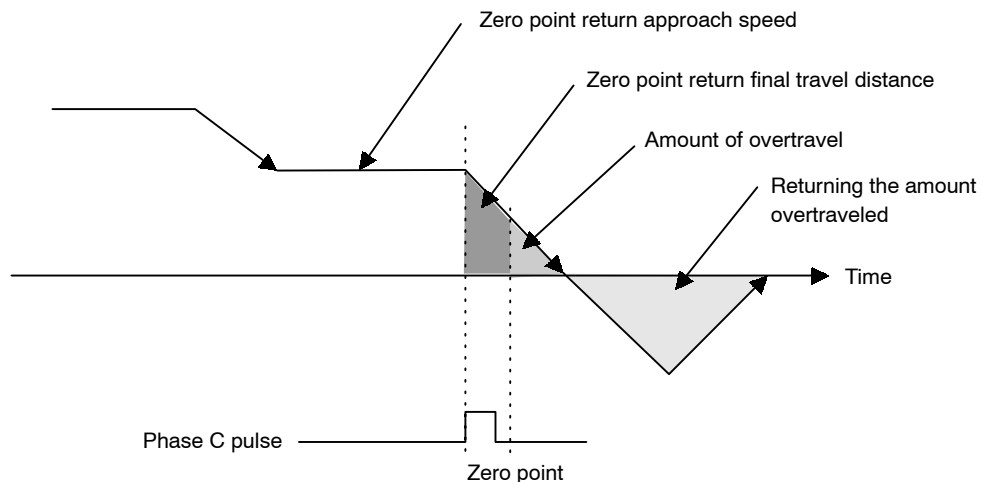 Zero point return approach speed
Zero point return final travel distance
Amount of overtravel
Returning the amount
overtraveled
Time
Phase C pulse
Zero point